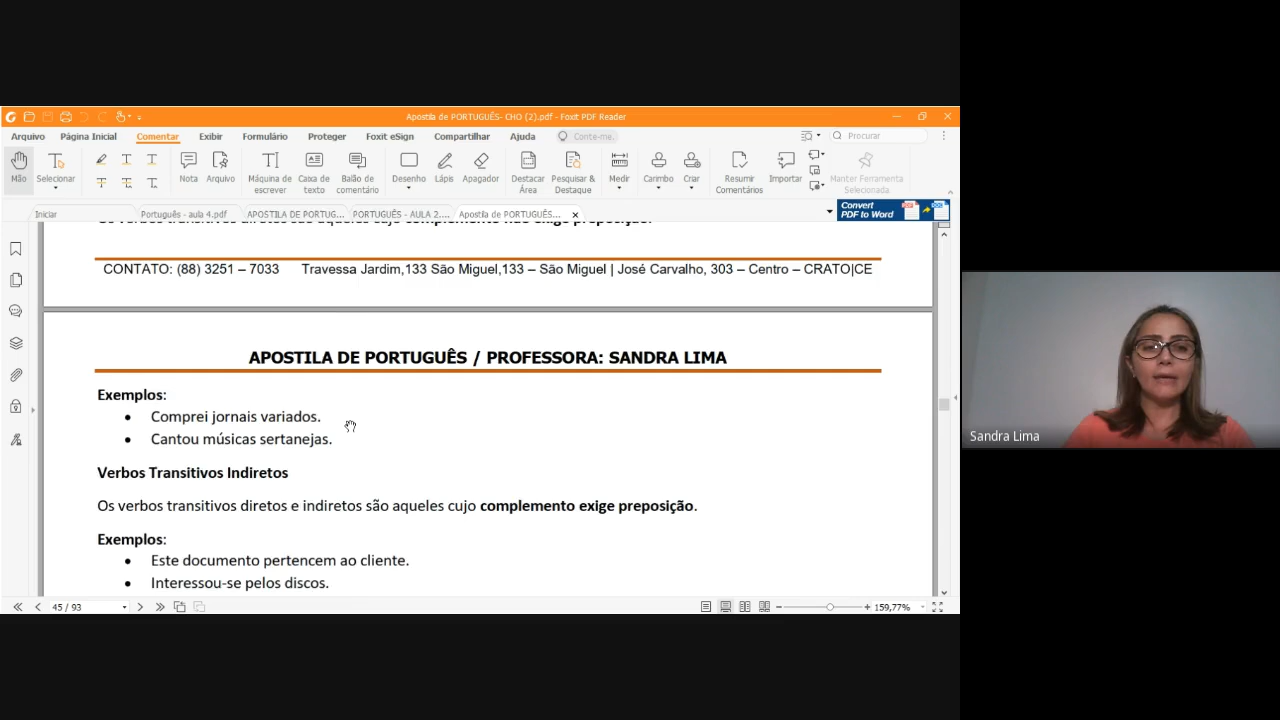 Apostila de PORTUGUÊS- CHO (2).pdf - Foxit PDF Reader
Arquivo Página Inicial Comentar Exibir Formulário Proteger Foxit eSign Compartilhar Ajuda Conte-me. Procurar
Mão Selecionar Nota Arquivo Máquina de escrever Caixa de texto Balão de comentário Desenho Lápis Apagador Destacar Área Pesquisar & Destaque Medir Carimbo Criar Resumir Comentários Importar Manter Ferramenta Selecionada.
Iniciar Português - aula 4.pdf APOSTILA DE PORTUG... PORTUGUÊS - AULA 2.... Apostila de PORTUGUÊS... Convert PDF to Word
CONTATO: (88) 3251 – 7033 Travessa Jardim,133 São Miguel,133 – São Miguel | José Carvalho, 303 – Centro – CRATO|CE
APOSTILA DE PORTUGUÊS / PROFESSORA: SANDRA LIMA
Exemplos:
• Comprei jornais variados.
• Cantou músicas sertanejas.
Verbos Transitivos Indiretos
Os verbos transitivos diretos e indiretos são aqueles cujo complemento exige preposição.
Exemplos:
• Este documento pertencem ao cliente.
• Interessou-se pelos discos.
45 / 93
159,77%
Sandra Lima